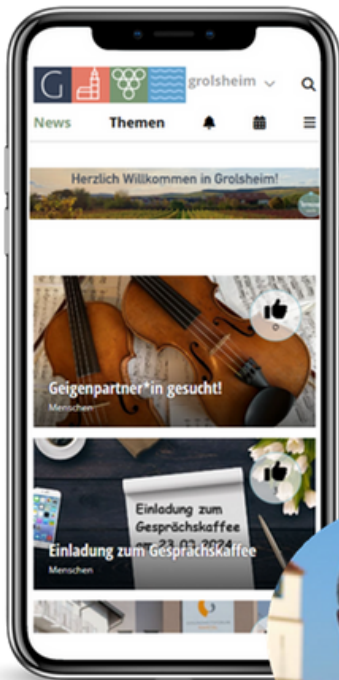 G
grolsheim
News
Themen
Herzlich Willkommen in Grolsheim!
0
Geigenpartner*in gesucht!
Menschen
Einladung zum
Gesprächskaffee
am 23.03.2024
Einladung zum Gesprächskaffee
Menschen